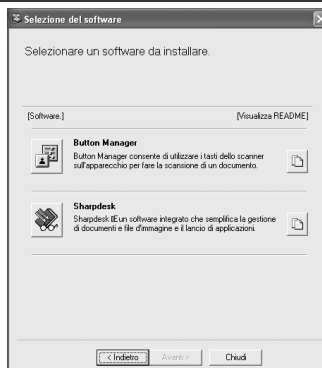 Selezione del software
Selezionare un software da installare.
[Software.] [Visualizza README]
Button Manager
Button Manager consente di utilizzare i tasti dello scanner
sull'apparecchio per fare la scansione di un documento.
Sharpdesk
Sharpdesk un software integrato che semplifica la gestione
di documenti e file d'immagine e il lancio di applicazioni.
< Indietro Avanti > Chiudi